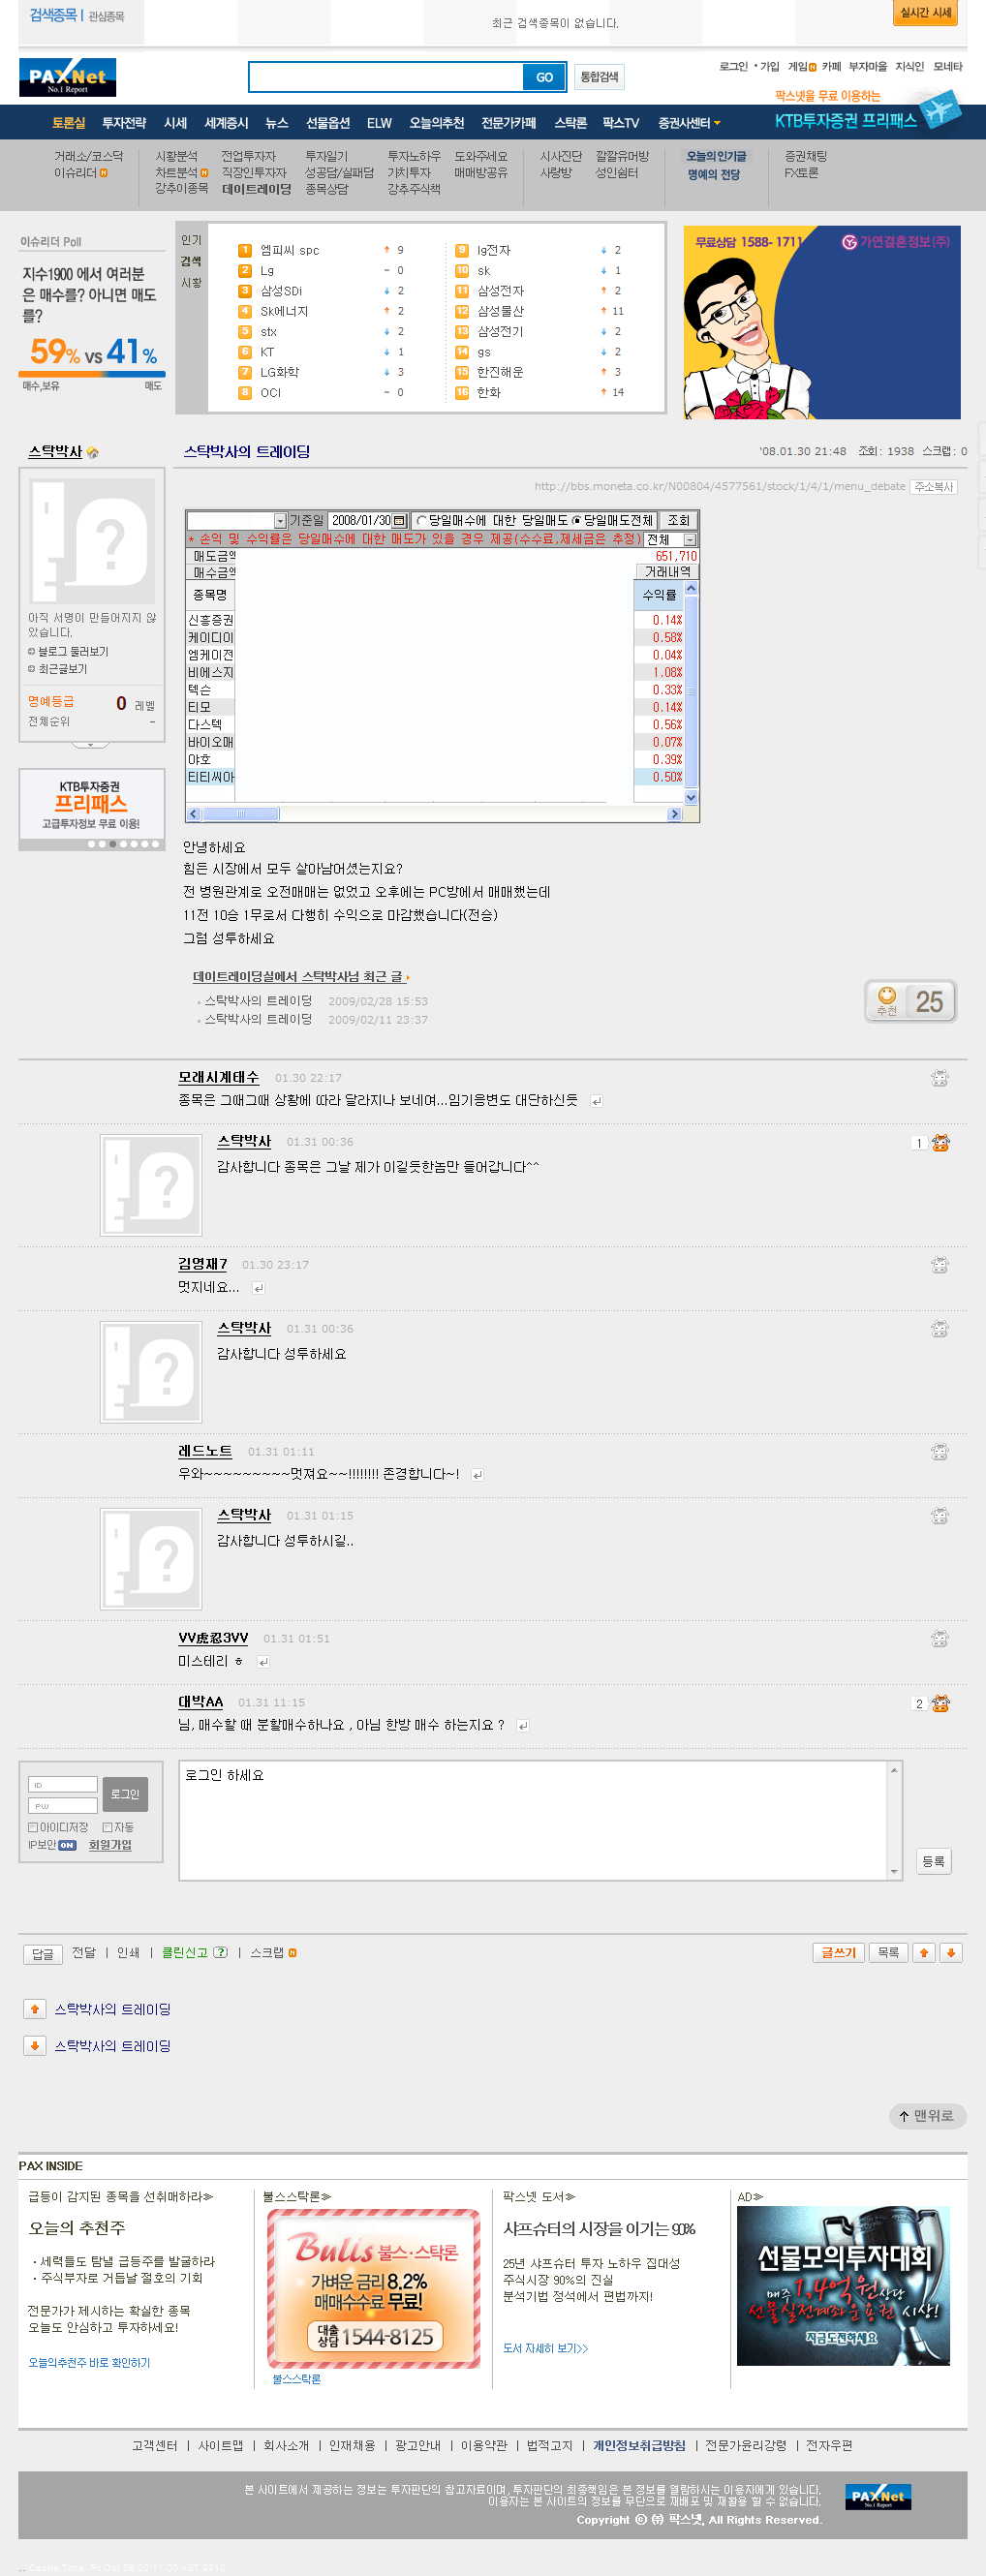 검색종목 | 관심종목
최근 검색종목이 없습니다.
실시간 시세
PAXNet
No.1 Report
GO
통합검색
로그인 • 가입 게임 카페 부자마을 지식인 모네타
팍스넷을 무료 이용하는
KTB투자증권 프리패스
토론실 투자전략 시세 세계증시 뉴스 선물옵션 ELW 오늘의추천 전문가카페 스탁론 팍스TV 증권사센터
거래소/코스닥 시황분석 전업투자자 투자일기 투자노하우 도와주세요 시사진단 깔깔유머방 오늘의인기글 증권채팅
이슈리더 차트분석 직장인투자자 성공담/실패담 가치투자 매매방공유 사랑방 성인쉼터 명예의 전당 FX토론
강추이종목 데이트레이딩 종목상담 강추주식책
이슈리더 Poll
지수1900 에서 여러분
은 매수를? 아니면 매도
를?
59% VS 41%
매수,보유 매도
인기
검색
시황
1 엠피씨 spc 9
2 Lg 0
3 삼성SDi 2
4 Sk에너지 2
5 stx 2
6 KT 1
7 LG화학 3
8 OCI 0
9 lg전자 2
10 sk 1
11 삼성전자 2
12 삼성물산 11
13 삼성전기 2
14 gs 2
15 한진해운 3
16 한화 14
무료상담 1588-1711
가연결혼정보(주)
스탁박사
스탁박사의 트레이딩
'08.01.30 21:48 조회: 1938 스크랩: 0
http://bbs.moneta.co.kr/N00804/4577561/stock/1/4/1/menu_debate 주소복사
아직 서명이 만들어지지 않
았습니다.
블로그 둘러보기
최근글보기
명예등급 0 레벨
전체순위 -
KTB투자증권
프리패스
고급투자정보 무료 이용!
기준일 2008/01/30 당일매수에 대한 당일매도 당일매도전체 조회
* 손익 및 수익률은 당일매수에 대한 매도가 있을 경우 제공(수수료,제세금은 추정) 전체
매도금액 651,710
매수금액 거래내역
종목명 수익률
신흥증권 0.14%
케이디이 0.58%
엠케이전 0.04%
비에스지 1.08%
텍슨 0.33%
티모 0.14%
다스텍 0.56%
바이오매 0.07%
야호 0.39%
티티씨아 0.50%
안녕하세요
힘든 시장에서 모두 살아남어셨는지요?
전 병원관계로 오전매매는 없었고 오후에는 PC방에서 매매했는데
11전 10승 1무로서 다행히 수익으로 마감했습니다(전승)
그럼 성투하세요
데이트레이딩실에서 스탁박사님 최근 글
스탁박사의 트레이딩 2009/02/28 15:53
스탁박사의 트레이딩 2009/02/11 23:37
추천 25
모래시계태수 01.30 22:17
종목은 그때그때 상황에 따라 달라지나 보네여...임기응변도 대단하신듯
스탁박사 01.31 00:36
1
감사합니다 종목은 그날 제가 이길듯한놈만 들어갑니다^^
김영재7 01.30 23:17
멋지네요...
스탁박사 01.31 00:36
감사합니다 성투하세요
레드노트 01.31 01:11
우와~~~~~~~~~멋져요~~!!!!!!!! 존경합니다~!
스탁박사 01.31 01:15
감사합니다 성투하시길..
VV虎忍3VV 01.31 01:51
미스테리 ㅎ
대박AA 01.31 11:15
2
님, 매수할 때 분할매수하나요 , 아님 한방 매수 하는지요 ?
ID
PW
로그인
아이디저장 자동
IP보안 ON 회원가입
로그인 하세요
등록
답글 전달 | 인쇄 | 클린신고 ? | 스크랩
글쓰기 목록
스탁박사의 트레이딩
스탁박사의 트레이딩
맨위로
PAX INSIDE
급등이 감지된 종목을 선취매하라≫
오늘의 추천주
· 세력들도 탐낼 급등주를 발굴하라
· 주식부자로 거듭날 절호의 기회
전문가가 제시하는 확실한 종목
오늘도 안심하고 투자하세요!
오늘의추천주 바로 확인하기
불스스탁론≫
Bulls 불스·스탁론
가벼운 금리 8.2%
매매수수료 무료!
대출상담 1544-8125
불스스탁론
팍스넷 도서≫
샤프슈터의 시장을 이기는 90%
25년 샤프슈터 투자 노하우 집대성
주식시장 90%의 진실
분석기법 정석에서 편법까지!
도서 자세히 보기>>
AD≫
선물모의투자대회
매주 1.4억원상당
선물실전계좌운용권 시상!
지금도전하세요
고객센터 | 사이트맵 | 회사소개 | 인재채용 | 광고안내 | 이용약관 | 법적고지 | 개인정보취급방침 | 전문가윤리강령 | 전자우편
본 사이트에서 제공하는 정보는 투자판단의 참고자료이며, 투자판단의 최종책임은 본 정보를 열람하시는 이용자에게 있습니다.
이용자는 본 사이트의 정보를 무단으로 재배포 및 재활용 할 수 없습니다.
Copyright ⓒ ㈜ 팍스넷, All Rights Reserved.
PAXNet
No.1 Report